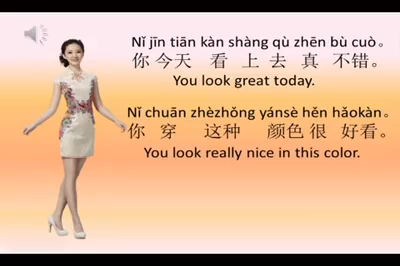 Nǐ jīn tiān kàn shàng qù zhēn bù cuò。
你 今天 看 上 去 真 不错。
You look great today.
Nǐ chuān zhèzhǒng yánsè hěn hǎokàn。
你 穿 这种 颜色 很 好看。
You look really nice in this color.